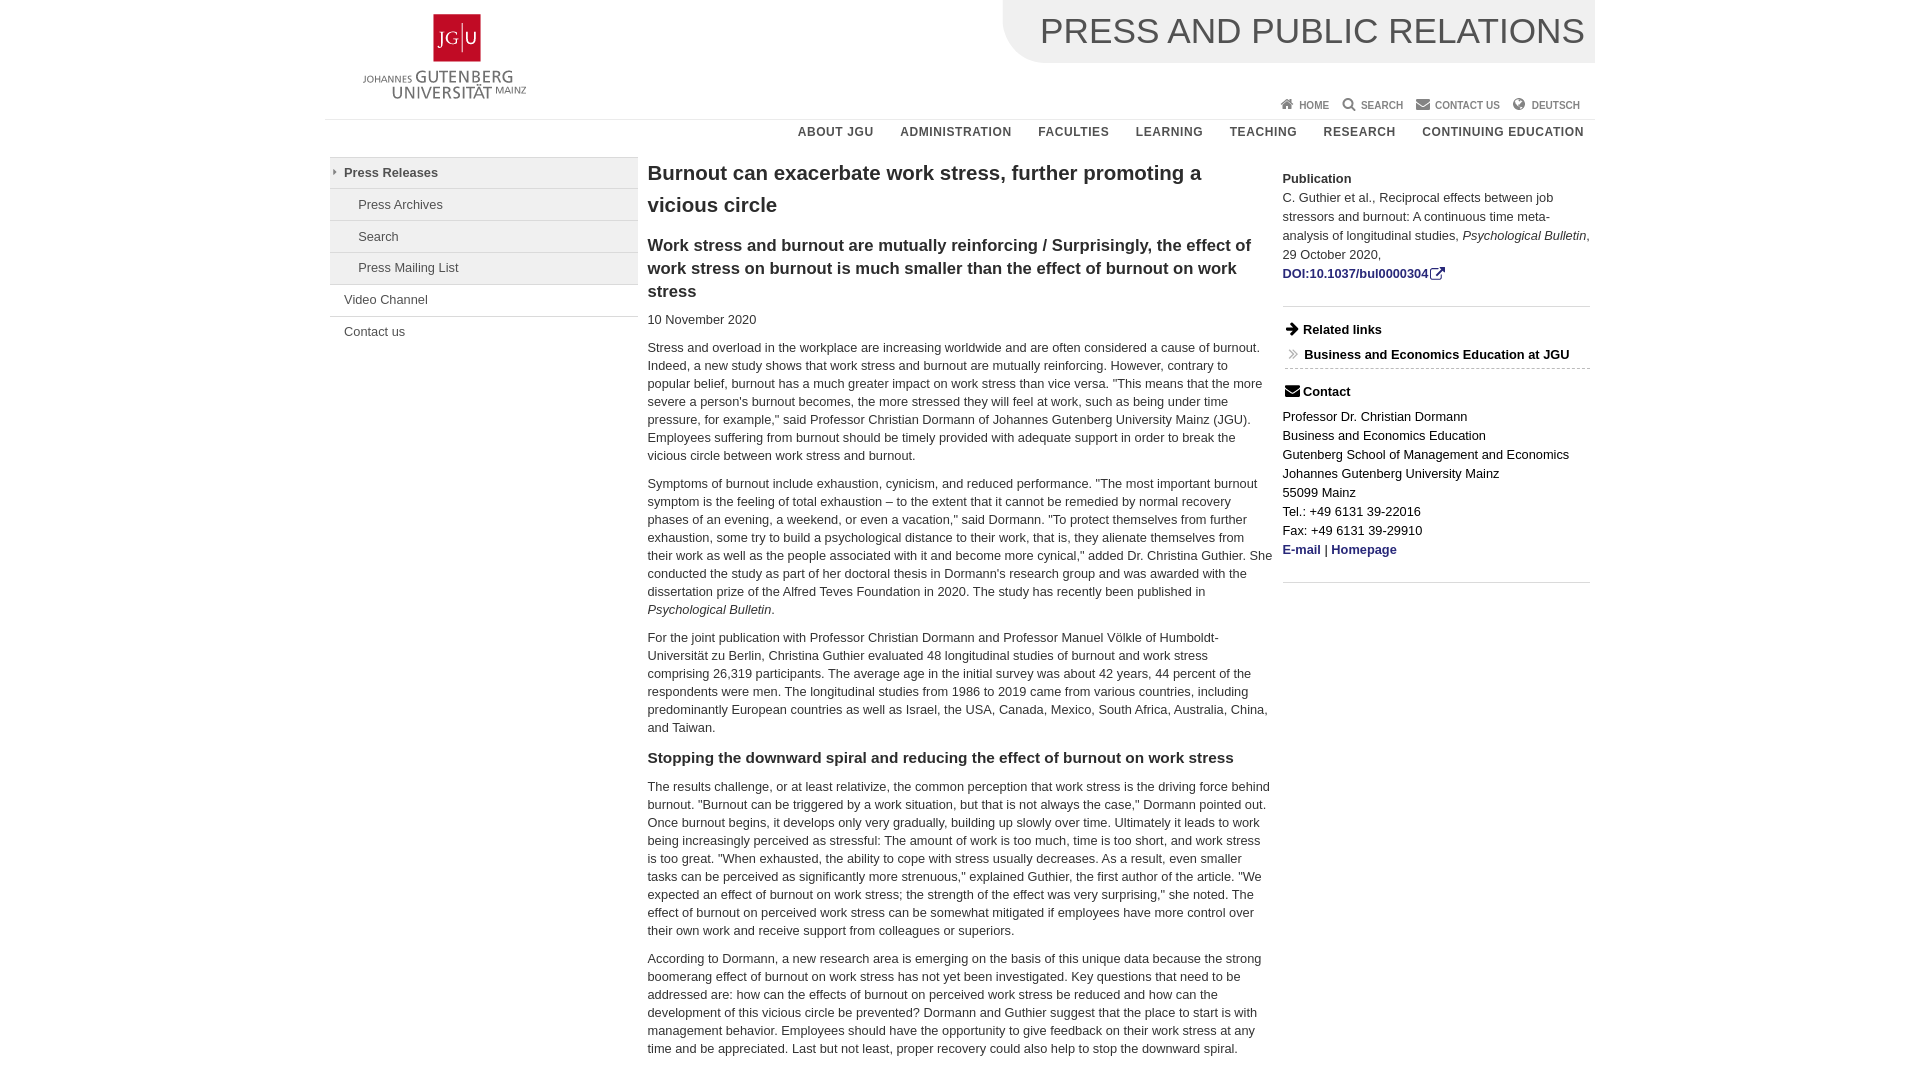 JG|U
JOHANNES GUTENBERG
UNIVERSITÄT MAINZ
PRESS AND PUBLIC RELATIONS
HOME SEARCH CONTACT US DEUTSCH
ABOUT JGU ADMINISTRATION FACULTIES LEARNING TEACHING RESEARCH CONTINUING EDUCATION
Press Releases
Press Archives
Search
Press Mailing List
Video Channel
Contact us
Burnout can exacerbate work stress, further promoting a
vicious circle
Work stress and burnout are mutually reinforcing / Surprisingly, the effect of
work stress on burnout is much smaller than the effect of burnout on work
stress
10 November 2020
Stress and overload in the workplace are increasing worldwide and are often considered a cause of burnout.
Indeed, a new study shows that work stress and burnout are mutually reinforcing. However, contrary to
popular belief, burnout has a much greater impact on work stress than vice versa. "This means that the more
severe a person's burnout becomes, the more stressed they will feel at work, such as being under time
pressure, for example," said Professor Christian Dormann of Johannes Gutenberg University Mainz (JGU).
Employees suffering from burnout should be timely provided with adequate support in order to break the
vicious circle between work stress and burnout.
Symptoms of burnout include exhaustion, cynicism, and reduced performance. "The most important burnout
symptom is the feeling of total exhaustion – to the extent that it cannot be remedied by normal recovery
phases of an evening, a weekend, or even a vacation," said Dormann. "To protect themselves from further
exhaustion, some try to build a psychological distance to their work, that is, they alienate themselves from
their work as well as the people associated with it and become more cynical," added Dr. Christina Guthier. She
conducted the study as part of her doctoral thesis in Dormann's research group and was awarded with the
dissertation prize of the Alfred Teves Foundation in 2020. The study has recently been published in
Psychological Bulletin.
For the joint publication with Professor Christian Dormann and Professor Manuel Völkle of Humboldt-
Universität zu Berlin, Christina Guthier evaluated 48 longitudinal studies of burnout and work stress
comprising 26,319 participants. The average age in the initial survey was about 42 years, 44 percent of the
respondents were men. The longitudinal studies from 1986 to 2019 came from various countries, including
predominantly European countries as well as Israel, the USA, Canada, Mexico, South Africa, Australia, China,
and Taiwan.
Stopping the downward spiral and reducing the effect of burnout on work stress
The results challenge, or at least relativize, the common perception that work stress is the driving force behind
burnout. "Burnout can be triggered by a work situation, but that is not always the case," Dormann pointed out.
Once burnout begins, it develops only very gradually, building up slowly over time. Ultimately it leads to work
being increasingly perceived as stressful: The amount of work is too much, time is too short, and work stress
is too great. "When exhausted, the ability to cope with stress usually decreases. As a result, even smaller
tasks can be perceived as significantly more strenuous," explained Guthier, the first author of the article. "We
expected an effect of burnout on work stress; the strength of the effect was very surprising," she noted. The
effect of burnout on perceived work stress can be somewhat mitigated if employees have more control over
their own work and receive support from colleagues or superiors.
According to Dormann, a new research area is emerging on the basis of this unique data because the strong
boomerang effect of burnout on work stress has not yet been investigated. Key questions that need to be
addressed are: how can the effects of burnout on perceived work stress be reduced and how can the
development of this vicious circle be prevented? Dormann and Guthier suggest that the place to start is with
management behavior. Employees should have the opportunity to give feedback on their work stress at any
time and be appreciated. Last but not least, proper recovery could also help to stop the downward spiral.
Publication
C. Guthier et al., Reciprocal effects between job
stressors and burnout: A continuous time meta-
analysis of longitudinal studies, Psychological Bulletin,
29 October 2020,
DOI:10.1037/bul0000304
Related links
Business and Economics Education at JGU
Contact
Professor Dr. Christian Dormann
Business and Economics Education
Gutenberg School of Management and Economics
Johannes Gutenberg University Mainz
55099 Mainz
Tel.: +49 6131 39-22016
Fax: +49 6131 39-29910
E-mail | Homepage